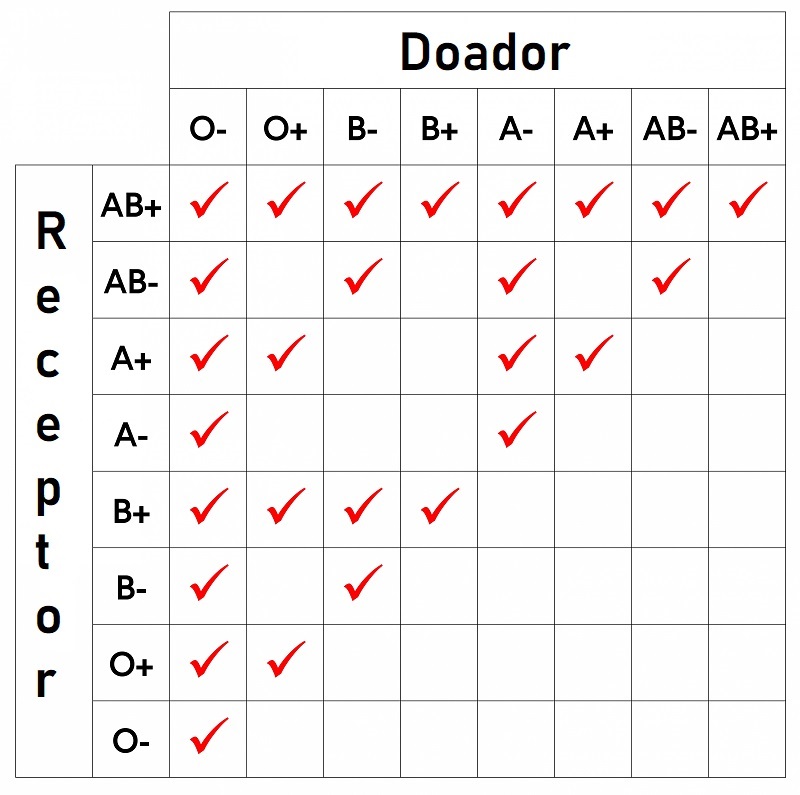 Doador
O- O+ B- B+ A- A+ AB- AB+
Receptor
AB+
AB-
A+
A-
B+
B-
O+
O-